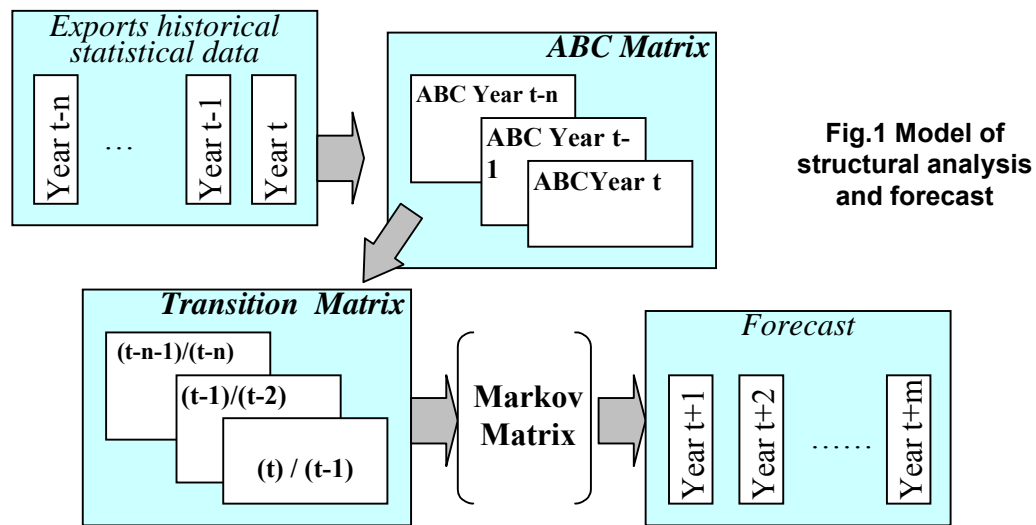 Exports historical
statistical data
Year t-n
…
Year t-1
Year t
ABC Matrix
ABC Year t-n
ABC Year t-
1
ABCYear t
Fig.1 Model of
structural analysis
and forecast
Transition Matrix
(t-n-1)/(t-n)
(t-1)/(t-2)
(t) / (t-1)
Markov
Matrix
Forecast
Year t+1
Year t+2
……
Year t+m